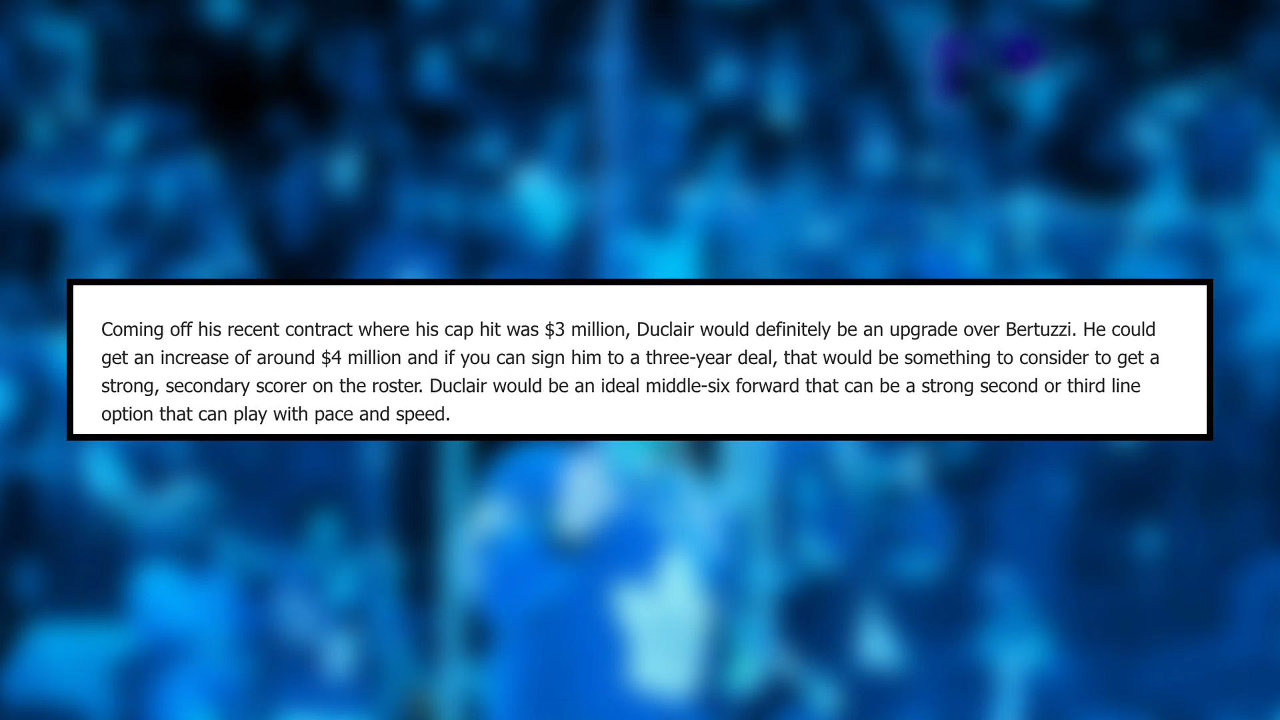 Coming off his recent contract where his cap hit was $3 million, Duclair would definitely be an upgrade over Bertuzzi. He could
get an increase of around $4 million and if you can sign him to a three-year deal, that would be something to consider to get a
strong, secondary scorer on the roster. Duclair would be an ideal middle-six forward that can be a strong second or third line
option that can play with pace and speed.